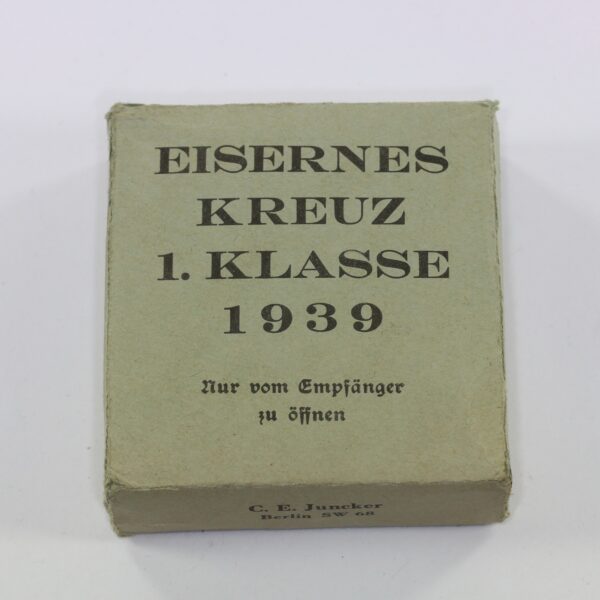 EISERNES
KREUZ
1. KLASSE
1939
Nur vom Empfänger
zu öffnen
C. E. Juncker
Berlin SW 68